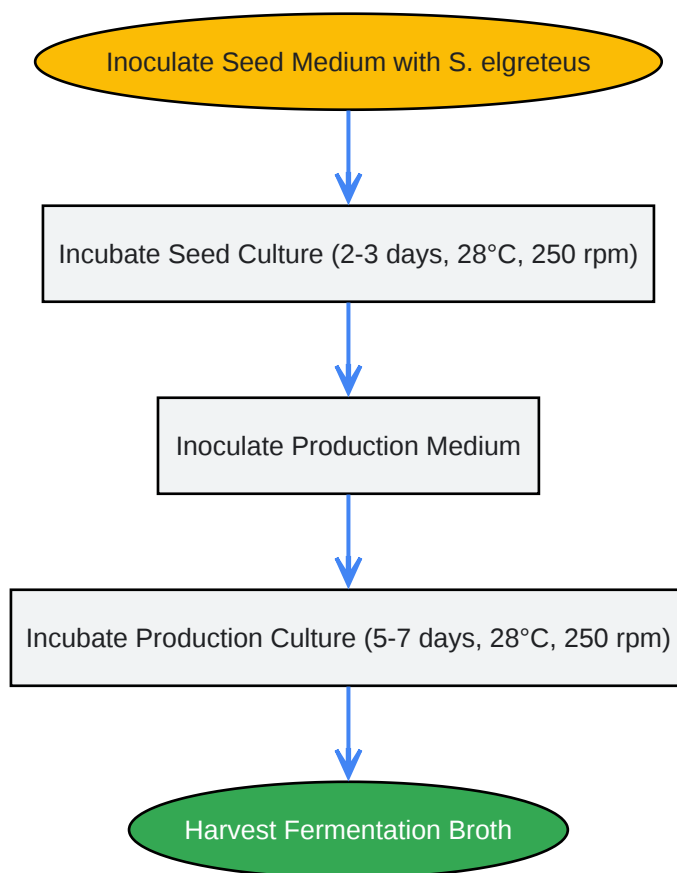 Inoculate Seed Medium with S. elgreteus
Incubate Seed Culture (2-3 days, 28°C, 250 rpm)
Inoculate Production Medium
Incubate Production Culture (5-7 days, 28°C, 250 rpm)
Harvest Fermentation Broth